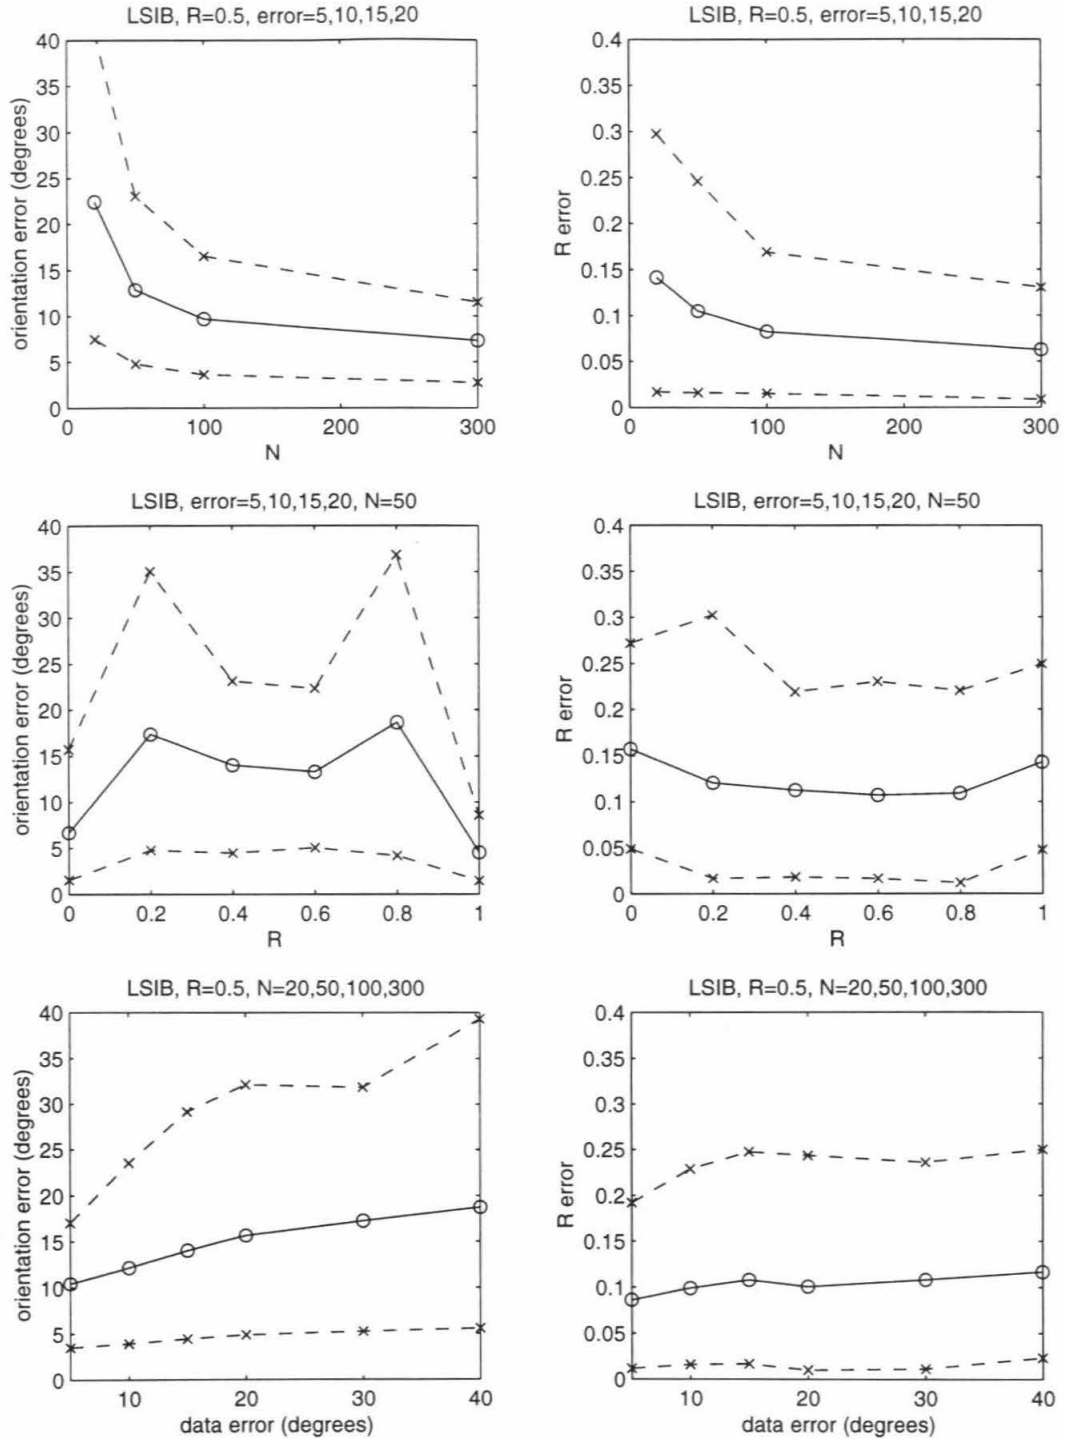 LSIB, R=0.5, error=5,10,15,20
40
35
30
25
20
15
10
5
0
orientation error (degrees)
0 100 200 300
N
LSIB, R=0.5, error=5,10,15,20
0.4
0.35
0.3
0.25
0.2
0.15
0.1
0.05
0
R error
0 100 200 300
N
LSIB, error=5,10,15,20, N=50
40
35
30
25
20
15
10
5
0
orientation error (degrees)
0 0.2 0.4 0.6 0.8 1
R
LSIB, error=5,10,15,20, N=50
0.4
0.35
0.3
0.25
0.2
0.15
0.1
0.05
0
R error
0 0.2 0.4 0.6 0.8 1
R
LSIB, R=0.5, N=20,50,100,300
40
35
30
25
20
15
10
5
0
orientation error (degrees)
10 20 30 40
data error (degrees)
LSIB, R=0.5, N=20,50,100,300
0.4
0.35
0.3
0.25
0.2
0.15
0.1
0.05
0
R error
10 20 30 40
data error (degrees)